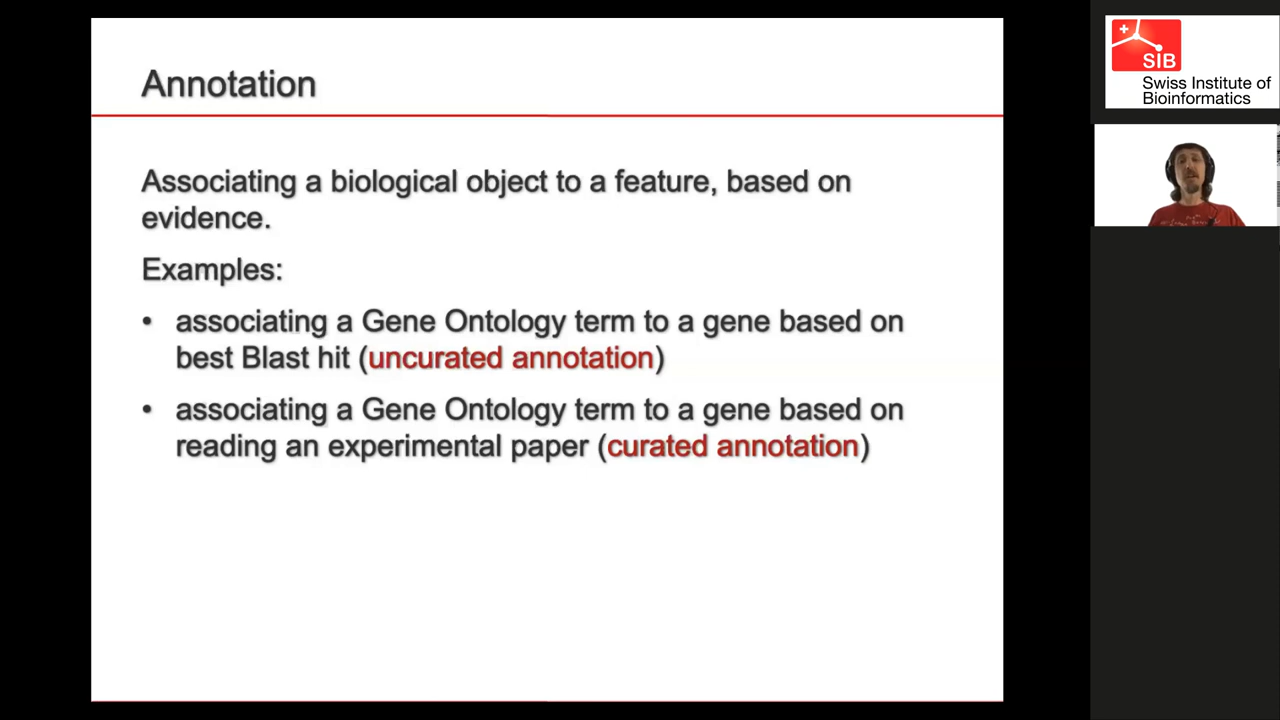 Annotation
Associating a biological object to a feature, based on
evidence.
Examples:
• associating a Gene Ontology term to a gene based on
best Blast hit (uncurated annotation)
• associating a Gene Ontology term to a gene based on
reading an experimental paper (curated annotation)
SIB
Swiss Institute of
Bioinformatics